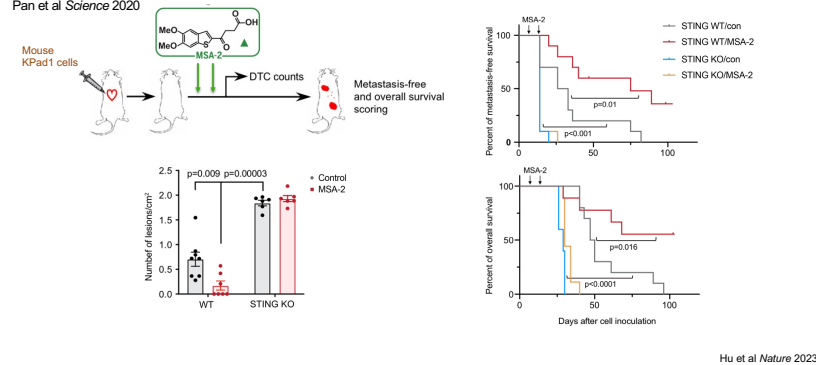 Pan et al Science 2020
Mouse
KPad1 cells
MeO
MeO
S
O
O
OH
MSA-2
DTC counts
Metastasis-free
and overall survival
scoring
Numbef of lesions/cm2
2.5
2.0
1.5
1.0
0.5
0.0
p=0.009 p=0.00003
Control
MSA-2
WT
STING KO
MSA-2
Percent of metastasis-free survival
100
50
0
p=0.01
p<0.001
0
50
100
STING WT/con
STING WT/MSA-2
STING KO/con
STING KO/MSA-2
MSA-2
Percent of overall survival
100
50
0
p=0.016
p<0.0001
0
50
100
Days after cell inoculation
Hu et al Nature 2023